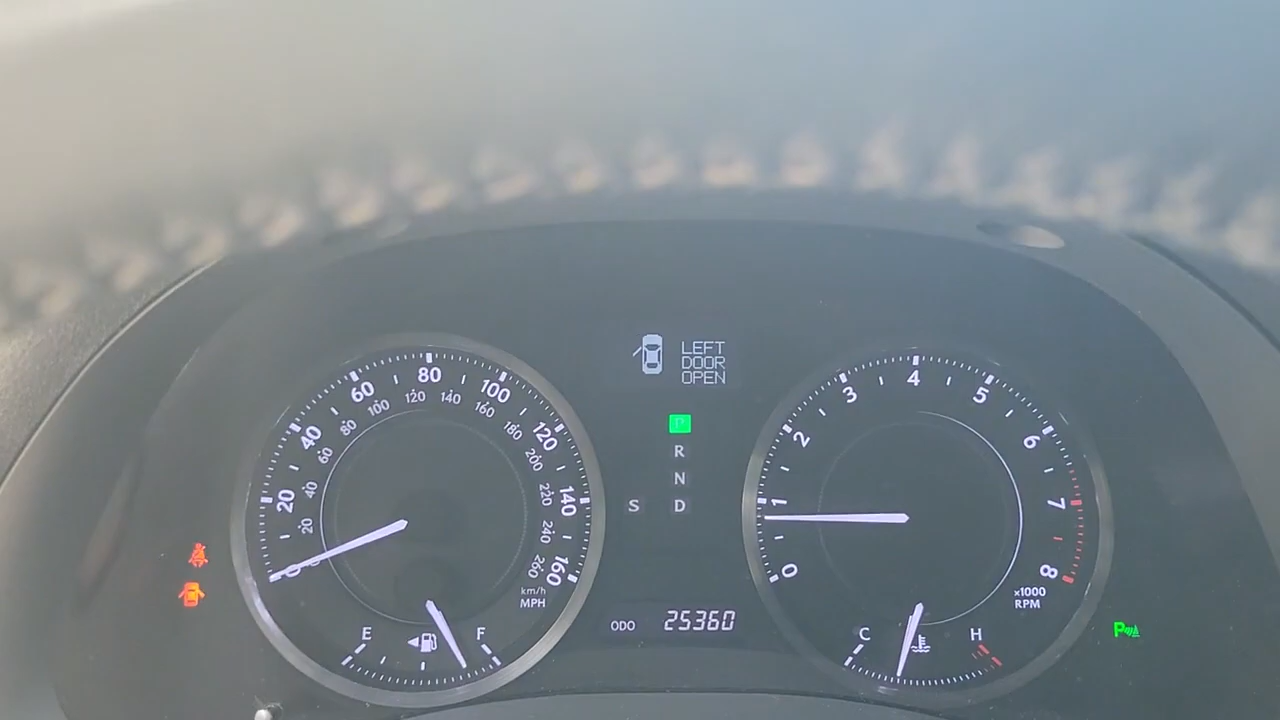 LEFT
DOOR
OPEN
0 20 40 60 80 100 120 140 160
20 40 60 80 100 120 140 160 180 200 220 240 260
km/h
MPH
E F
P
R
N
S D
ODO 25360
0 1 2 3 4 5 6 7 8
x1000
RPM
C H
P